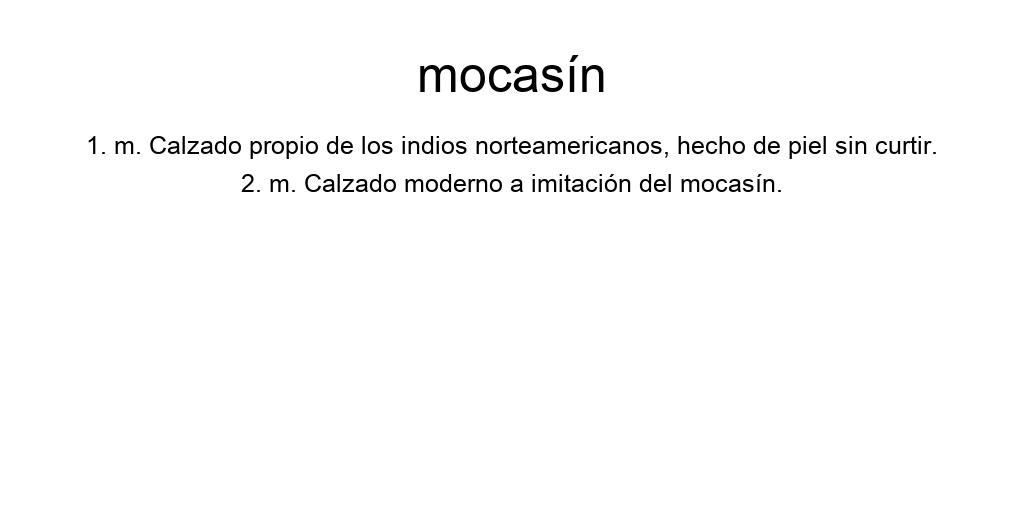 mocasín
1. m. Calzado propio de los indios norteamericanos, hecho de piel sin curtir.
2. m. Calzado moderno a imitación del mocasín.